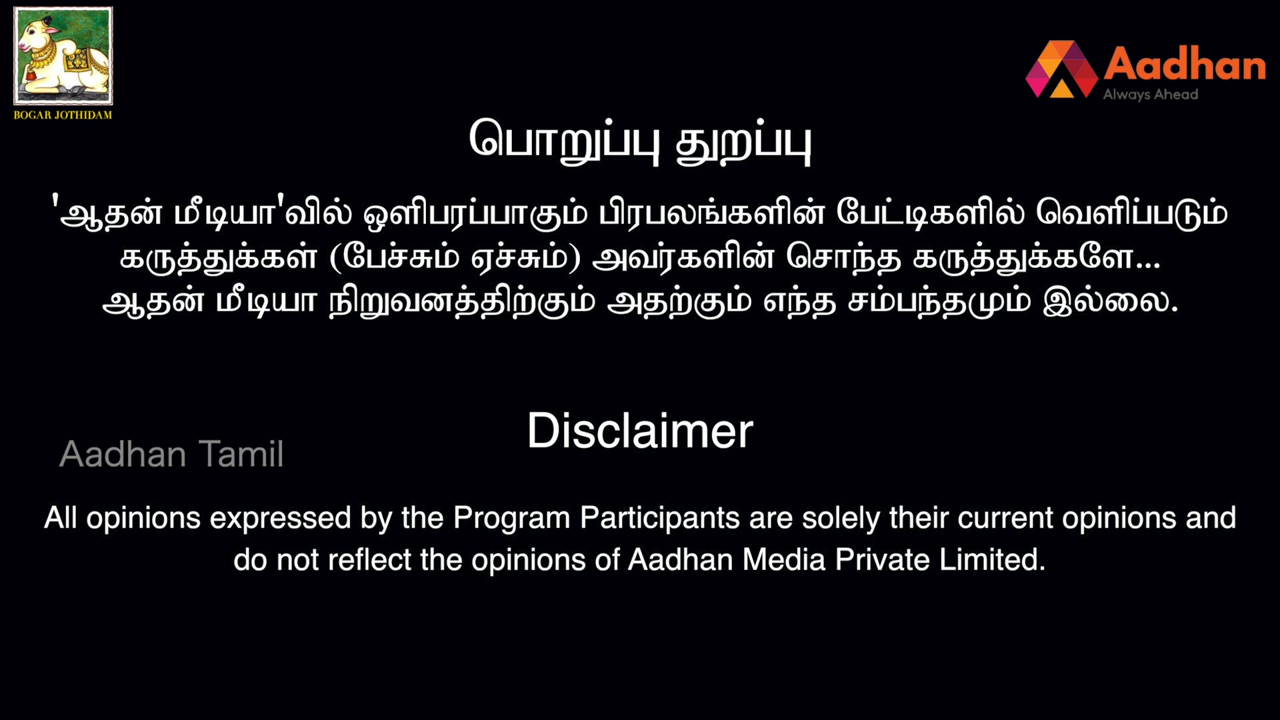 BOGAR JOTHIDAM
Aadhan
Always Ahead
பொறுப்பு துறப்பு
'ஆதன் மீடியா'வில் ஒளிபரப்பாகும் பிரபலங்களின் பேட்டிகளில் வெளிப்படும்
கருத்துக்கள் (பேச்சும் ஏச்சும்) அவர்களின் சொந்த கருத்துக்களே...
ஆதன் மீடியா நிறுவனத்திற்கும் அதற்கும் எந்த சம்பந்தமும் இல்லை.
Disclaimer
Aadhan Tamil
All opinions expressed by the Program Participants are solely their current opinions and
do not reflect the opinions of Aadhan Media Private Limited.